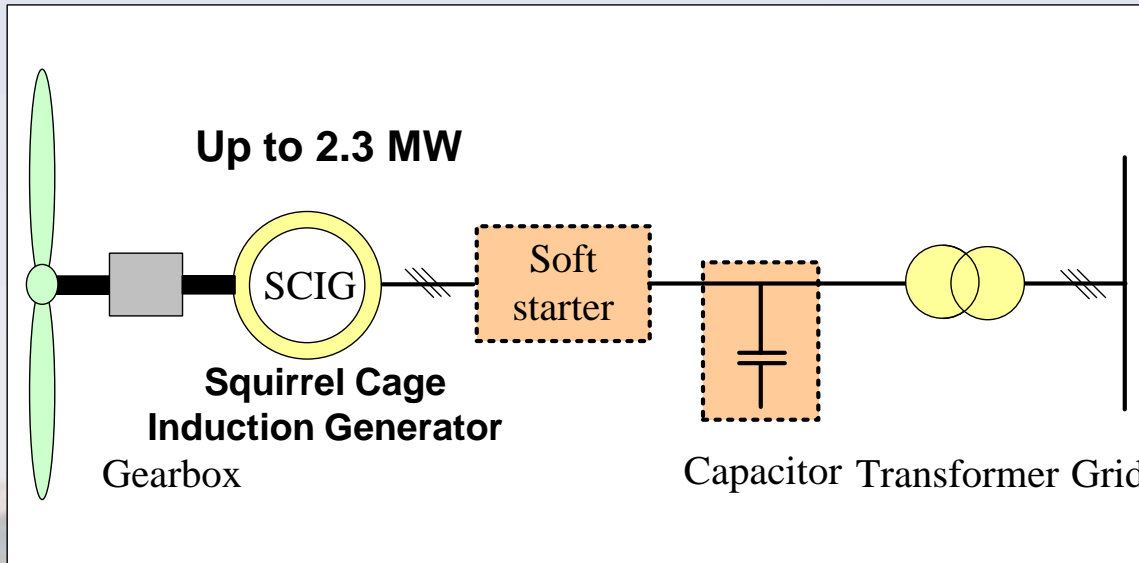 Up to 2.3 MW
SCIG
Soft
starter
Squirrel Cage
Induction Generator
Gearbox
Capacitor
Transformer
Grid